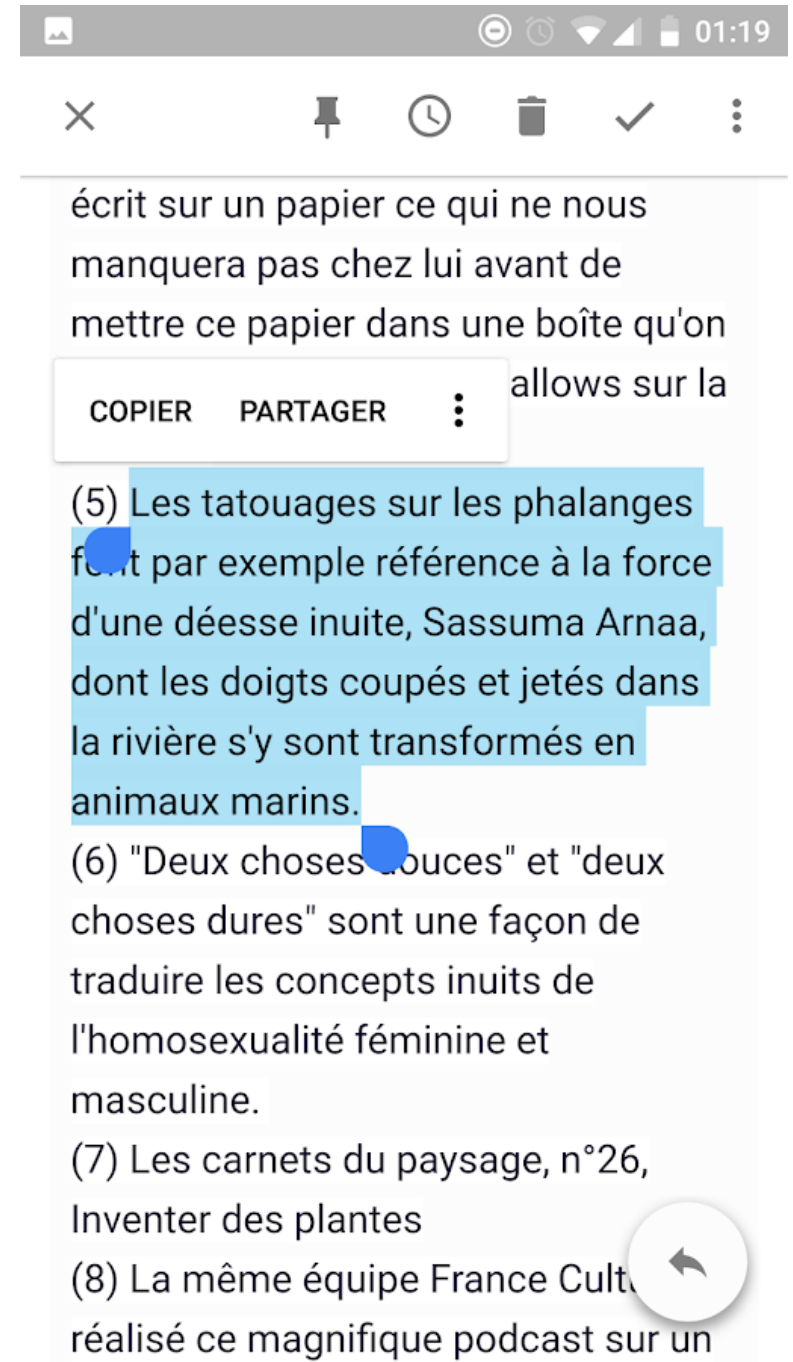 01:19
écrit sur un papier ce qui ne nous
manquera pas chez lui avant de
mettre ce papier dans une boîte qu'on
allows sur la
COPIER PARTAGER
(5) Les tatouages sur les phalanges
font par exemple référence à la force
d'une déesse inuite, Sassuma Arnaa,
dont les doigts coupés et jetés dans
la rivière s'y sont transformés en
animaux marins.
(6) "Deux choses douces" et "deux
choses dures" sont une façon de
traduire les concepts inuits de
l'homosexualité féminine et
masculine.
(7) Les carnets du paysage, n°26,
Inventer des plantes
(8) La même équipe France Cult
réalisé ce magnifique podcast sur un